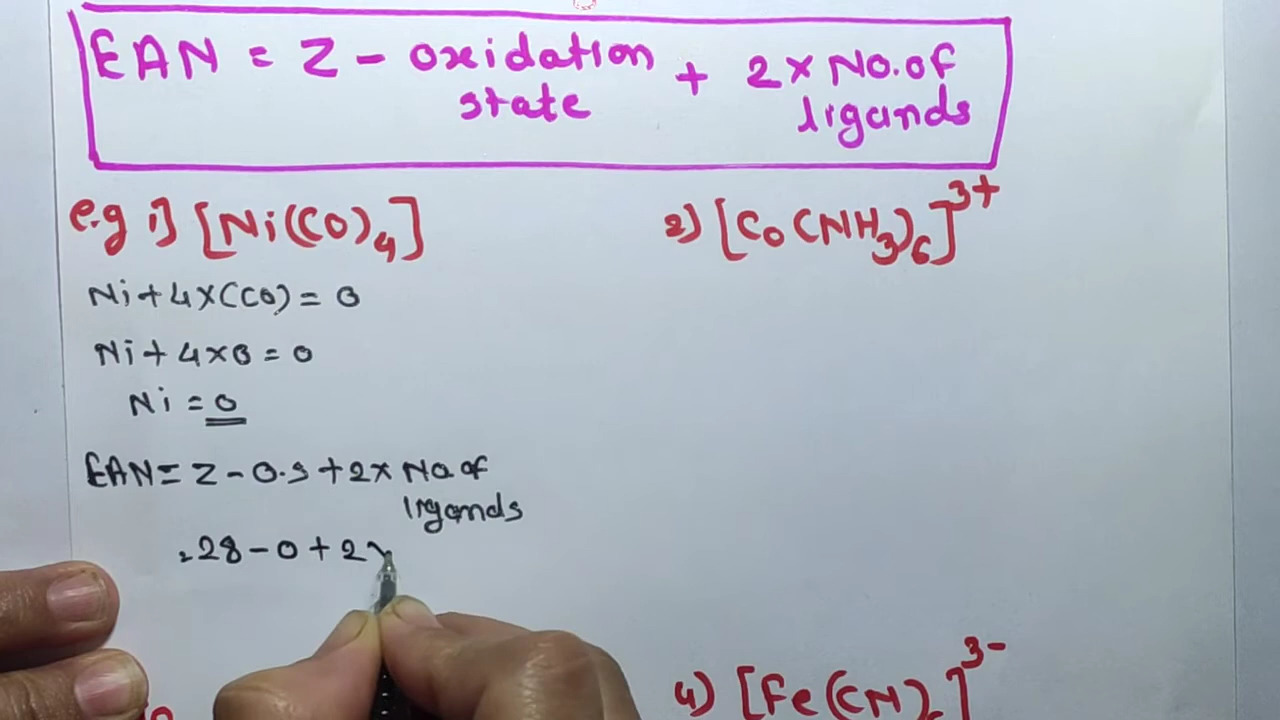 EAN = Z - oxidation state + 2 x No. of ligands
e.g 1] [Ni(CO)4]
Ni + 4 x (CO) = 0
Ni + 4 x 0 = 0
Ni = 0
EAN = Z - O.S + 2 x No. of
ligands
= 28 - 0 + 2 x
2) [Co(NH3)6]3+
4) [Fe(CN)6]3-